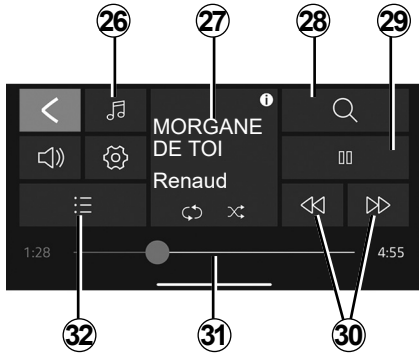 26 27 28 29
MORGANE
DE TOI
Renaud
1:28 4:55
32 31 30